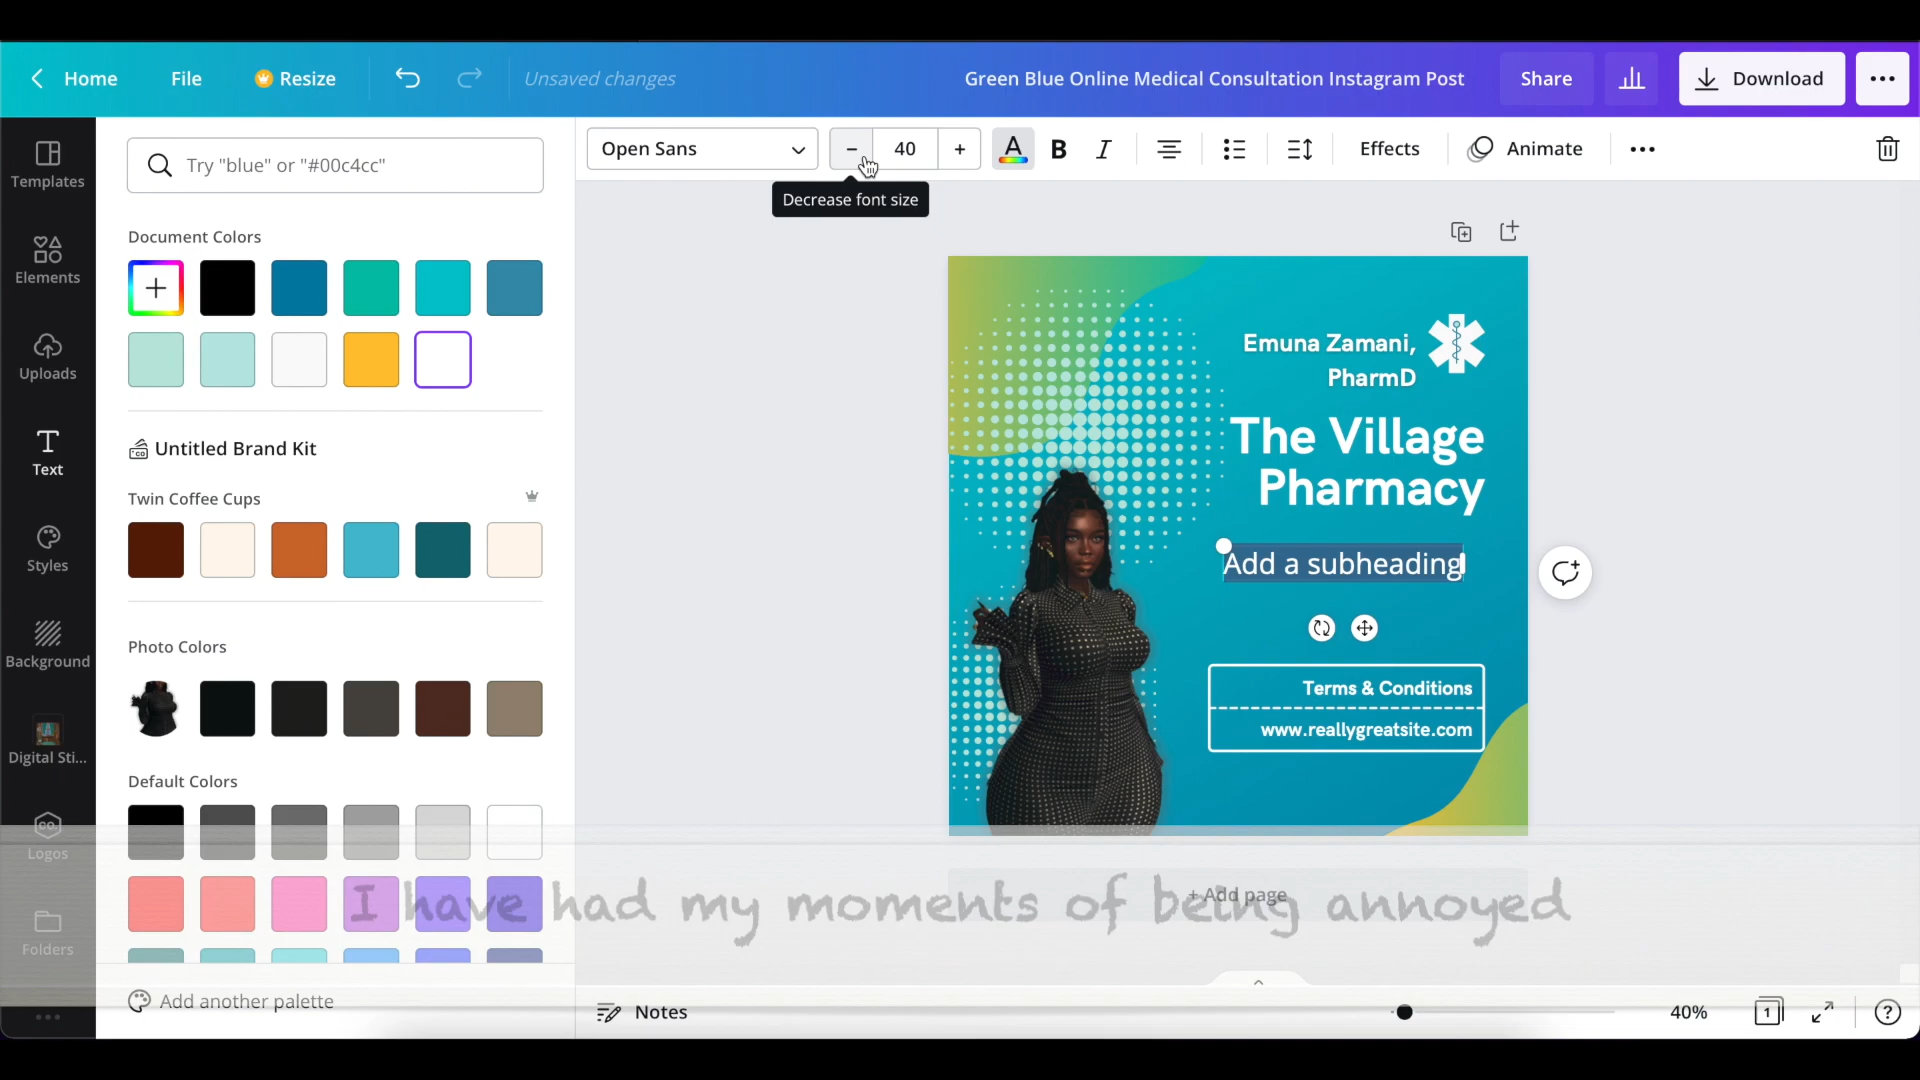 Home
File
Resize
Unsaved changes
Green Blue Online Medical Consultation Instagram Post
Share
Download
Templates
Elements
Uploads
Text
Styles
Background
Digital Sti...
Logos
Folders
Try "blue" or "#00c4cc"
Document Colors
Untitled Brand Kit
Twin Coffee Cups
Photo Colors
Default Colors
Add another palette
Open Sans
− 40 +
A B I
Effects
Animate
Decrease font size
Emuna Zamani,
PharmD
The Village
Pharmacy
Add a subheading
Terms & Conditions
www.reallygreatsite.com
+ Add page
I have had my moments of being annoyed
Notes
40%
1
?
co.